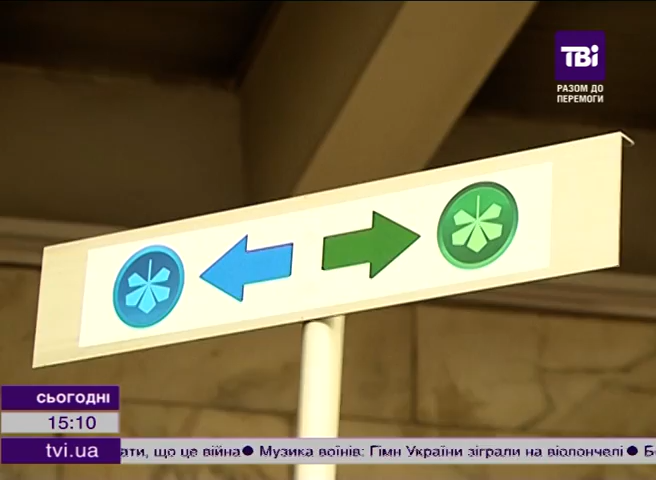 ТВі
РАЗОМ ДО
ПЕРЕМОГИ
СЬОГОДНІ
15:10
tvi.ua
що це війна ● Музика воїнів: Гімн України зіграли на віолончелі ●